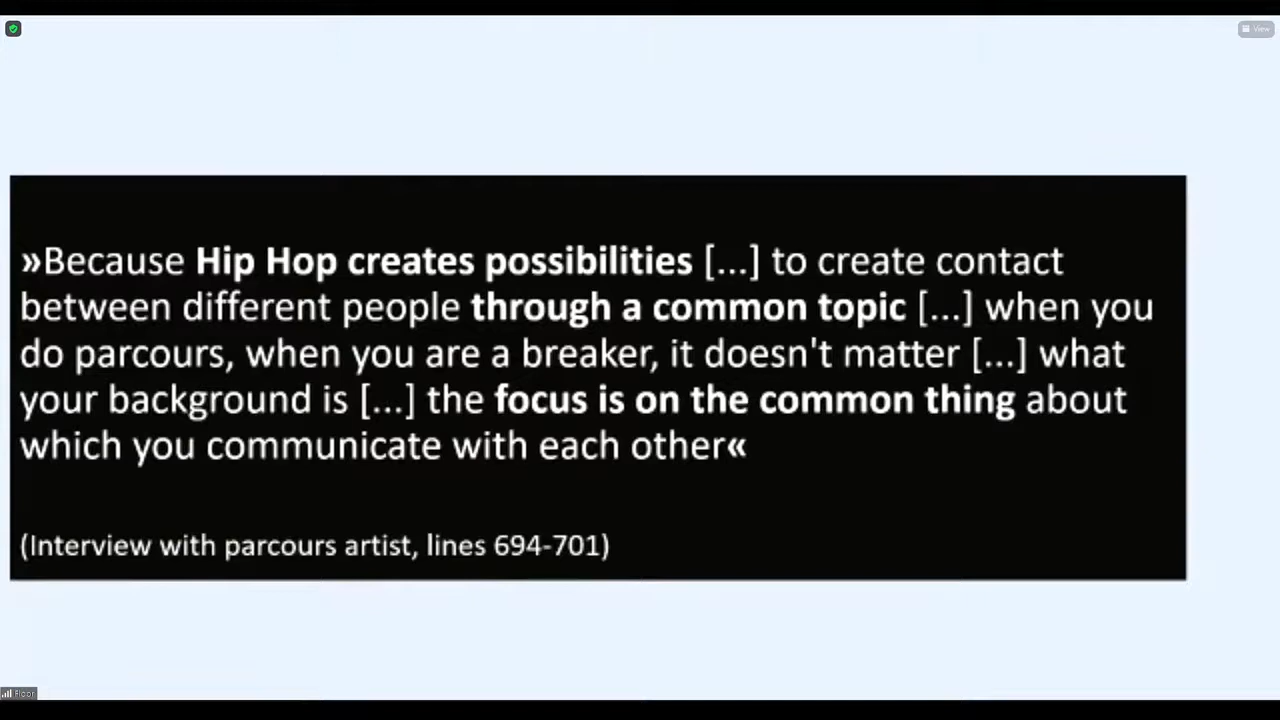 View
»Because Hip Hop creates possibilities [...] to create contact
between different people through a common topic [...] when you
do parcours, when you are a breaker, it doesn't matter [...] what
your background is [...] the focus is on the common thing about
which you communicate with each other«
(Interview with parcours artist, lines 694-701)
Floor